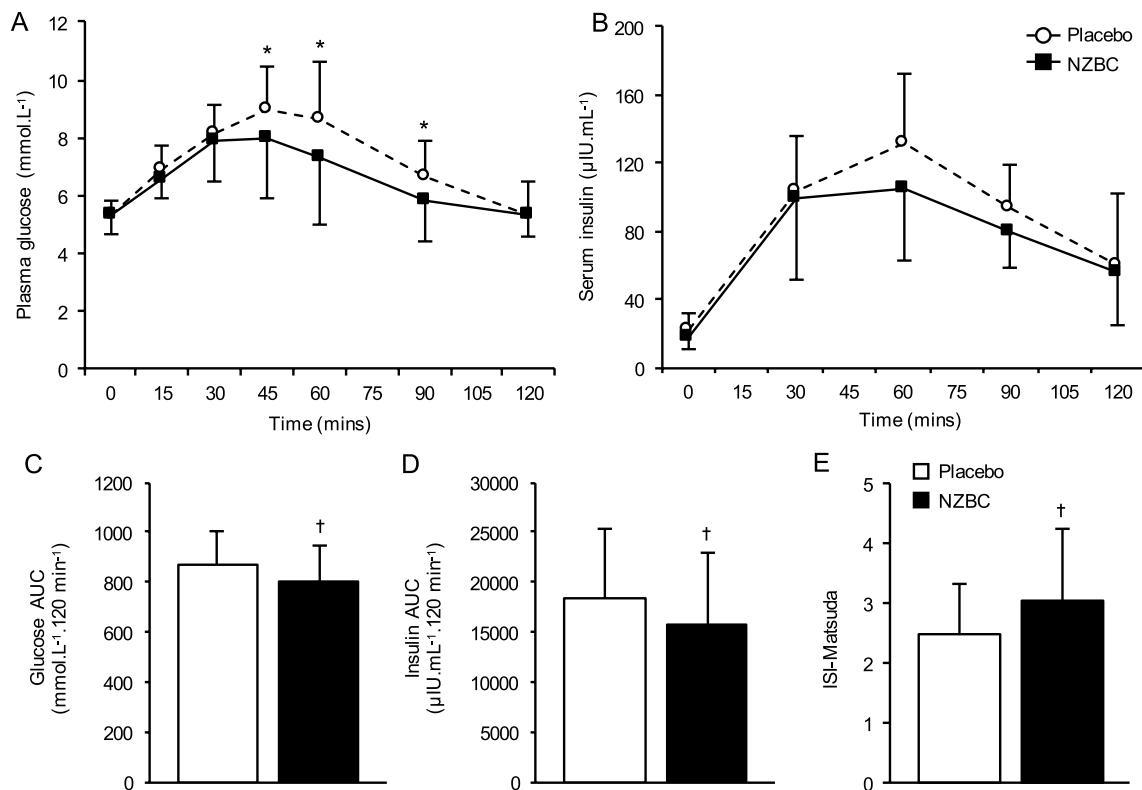 A
12
10
8
6
4
2
0
Plasma glucose (mmol.L-1)
*
*
*
0 15 30 45 60 75 90 105 120
Time (mins)
B
200
160
120
80
40
0
Serum insulin (µIU.mL-1)
Placebo
NZBC
0 15 30 45 60 75 90 105 120
Time (mins)
C
1200
1000
800
600
400
200
0
Glucose AUC
(mmol.L-1.120 min-1)
†
D
30000
25000
20000
15000
10000
5000
0
Insulin AUC
(µIU.mL-1.120 min-1)
†
E
Placebo
NZBC
5
4
3
2
1
0
ISI-Matsuda
†